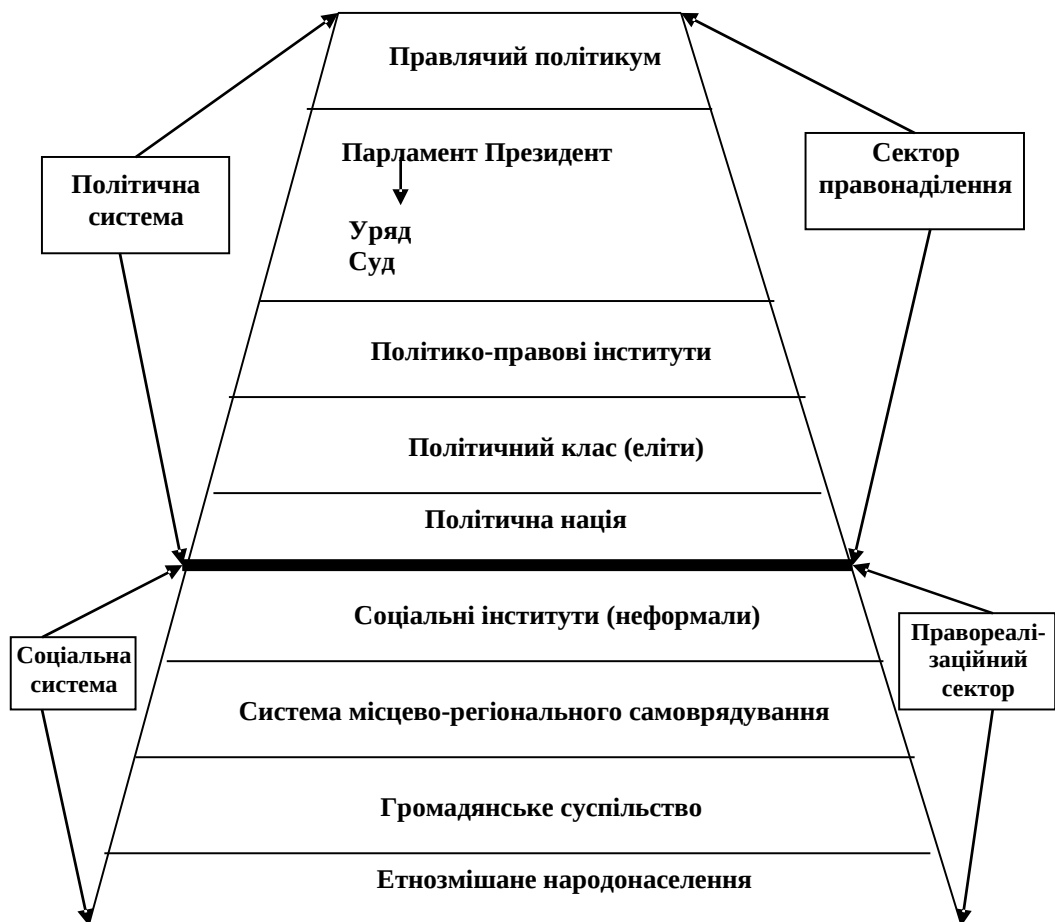 Правлячий політикум
Парламент Президент
Уряд
Суд
Політична
система
Сектор
правонаділення
Політико-правові інститути
Політичний клас (еліти)
Політична нація
Соціальні інститути (неформали)
Соціальна
система
Правореалі-
заційний
сектор
Система місцево-регіонального самоврядування
Громадянське суспільство
Етнозмішане народонаселення